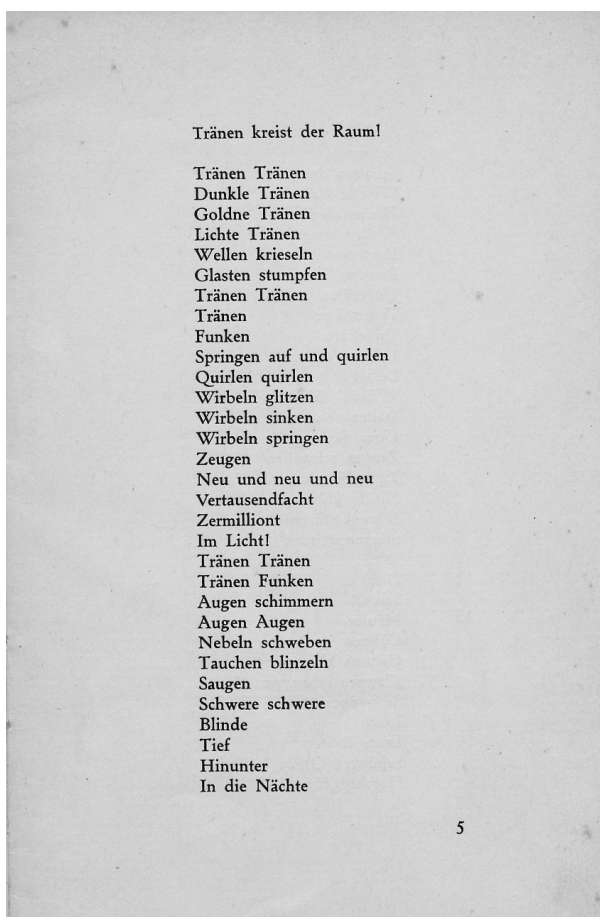 Tränen kreist der Raum!
Tränen Tränen
Dunkle Tränen
Goldne Tränen
Lichte Tränen
Wellen krieseln
Glasten stumpfen
Tränen Tränen
Tränen
Funken
Springen auf und quirlen
Quirlen quirlen
Wirbeln glitzen
Wirbeln sinken
Wirbeln springen
Zeugen
Neu und neu und neu
Vertausendfacht
Zermilliont
Im Licht!
Tränen Tränen
Tränen Funken
Augen schimmern
Augen Augen
Nebeln schweben
Tauchen blinzeln
Saugen
Schwere schwere
Blinde
Tief
Hinunter
In die Nächte
5